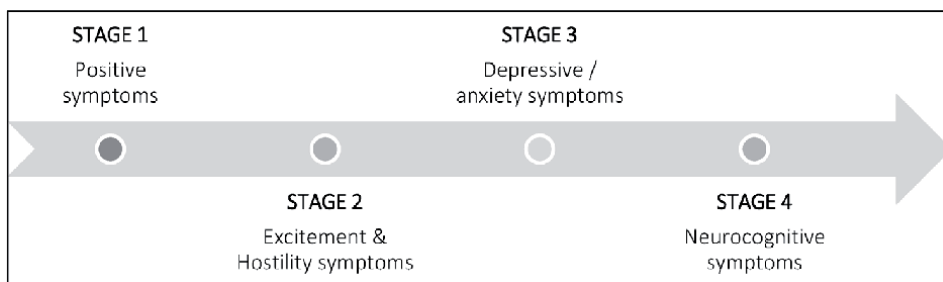 STAGE 1
Positive
symptoms
STAGE 2
Excitement &
Hostility symptoms
STAGE 3
Depressive /
anxiety symptoms
STAGE 4
Neurocognitive
symptoms